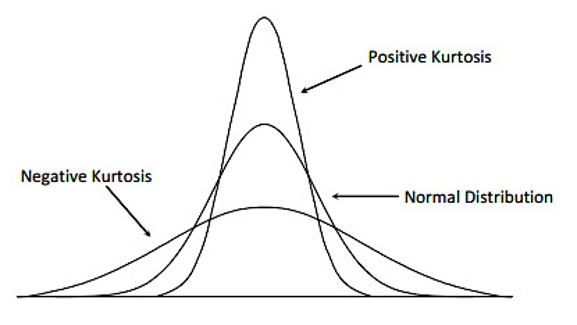 Positive Kurtosis
Negative Kurtosis
Normal Distribution